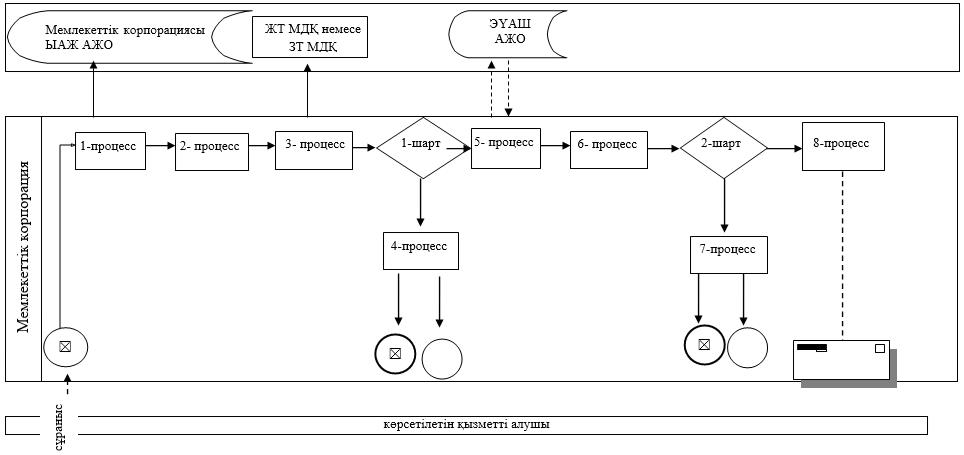 Мемлекеттік корпорациясы
ЫАЖ АЖО
ЖТ МДҚ немесе
ЗТ МДҚ
ЭҮАШ
АЖО
Мемлекеттік корпорация
1-процесс
2- процесс
3- процесс
1-шарт
5- процесс
6- процесс
2-шарт
8-процесс
4-процесс
7-процесс
сұраныс
көрсетілетін қызметті алушы